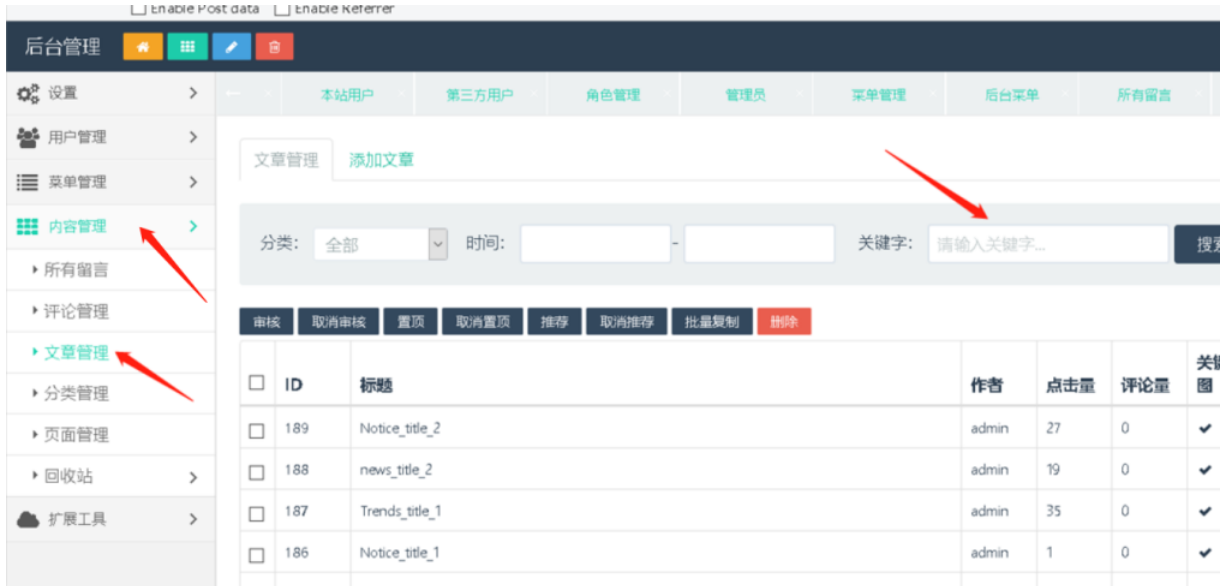 Enable Post data Enable Referrer
后台管理
设置
用户管理
菜单管理
内容管理
所有留言
评论管理
文章管理
分类管理
页面管理
回收站
扩展工具
本站用户 第三方用户 角色管理 管理员 菜单管理 后台菜单 所有留言
文章管理 添加文章
分类: 全部 时间: - 关键字: 请输入关键字...
审核 取消审核 置顶 取消置顶 推荐 取消推荐 批量复制 删除
ID 标题 作者 点击量 评论量
189 Notice_title_2 admin 27 0
188 news_title_2 admin 19 0
187 Trends_title_1 admin 35 0
186 Notice_title_1 admin 1 0